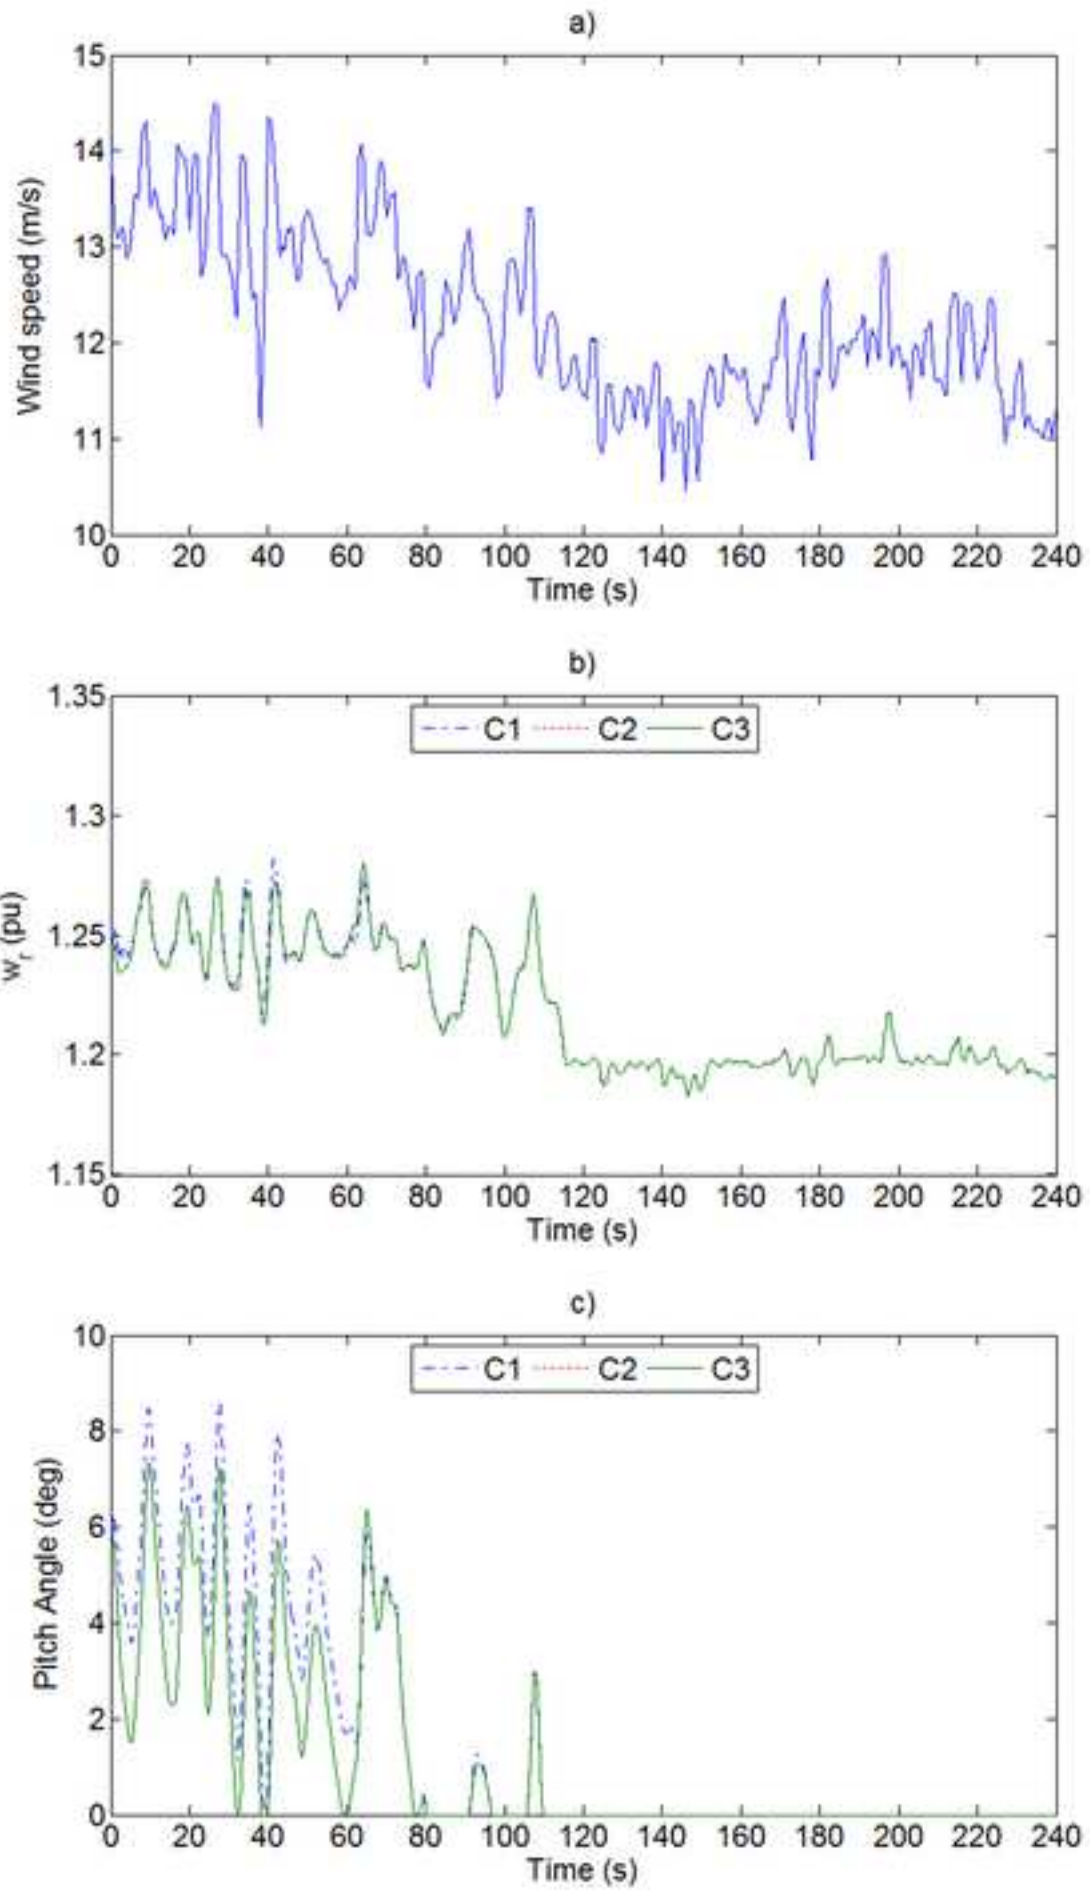 a)
15
14
13
12
11
10
Wind speed (m/s)
0 20 40 60 80 100 120 140 160 180 200 220 240
Time (s)
b)
1.35
1.3
1.25
1.2
1.15
w_r (pu)
C1 C2 C3
0 20 40 60 80 100 120 140 160 180 200 220 240
Time (s)
c)
10
8
6
4
2
0
Pitch Angle (deg)
C1 C2 C3
0 20 40 60 80 100 120 140 160 180 200 220 240
Time (s)